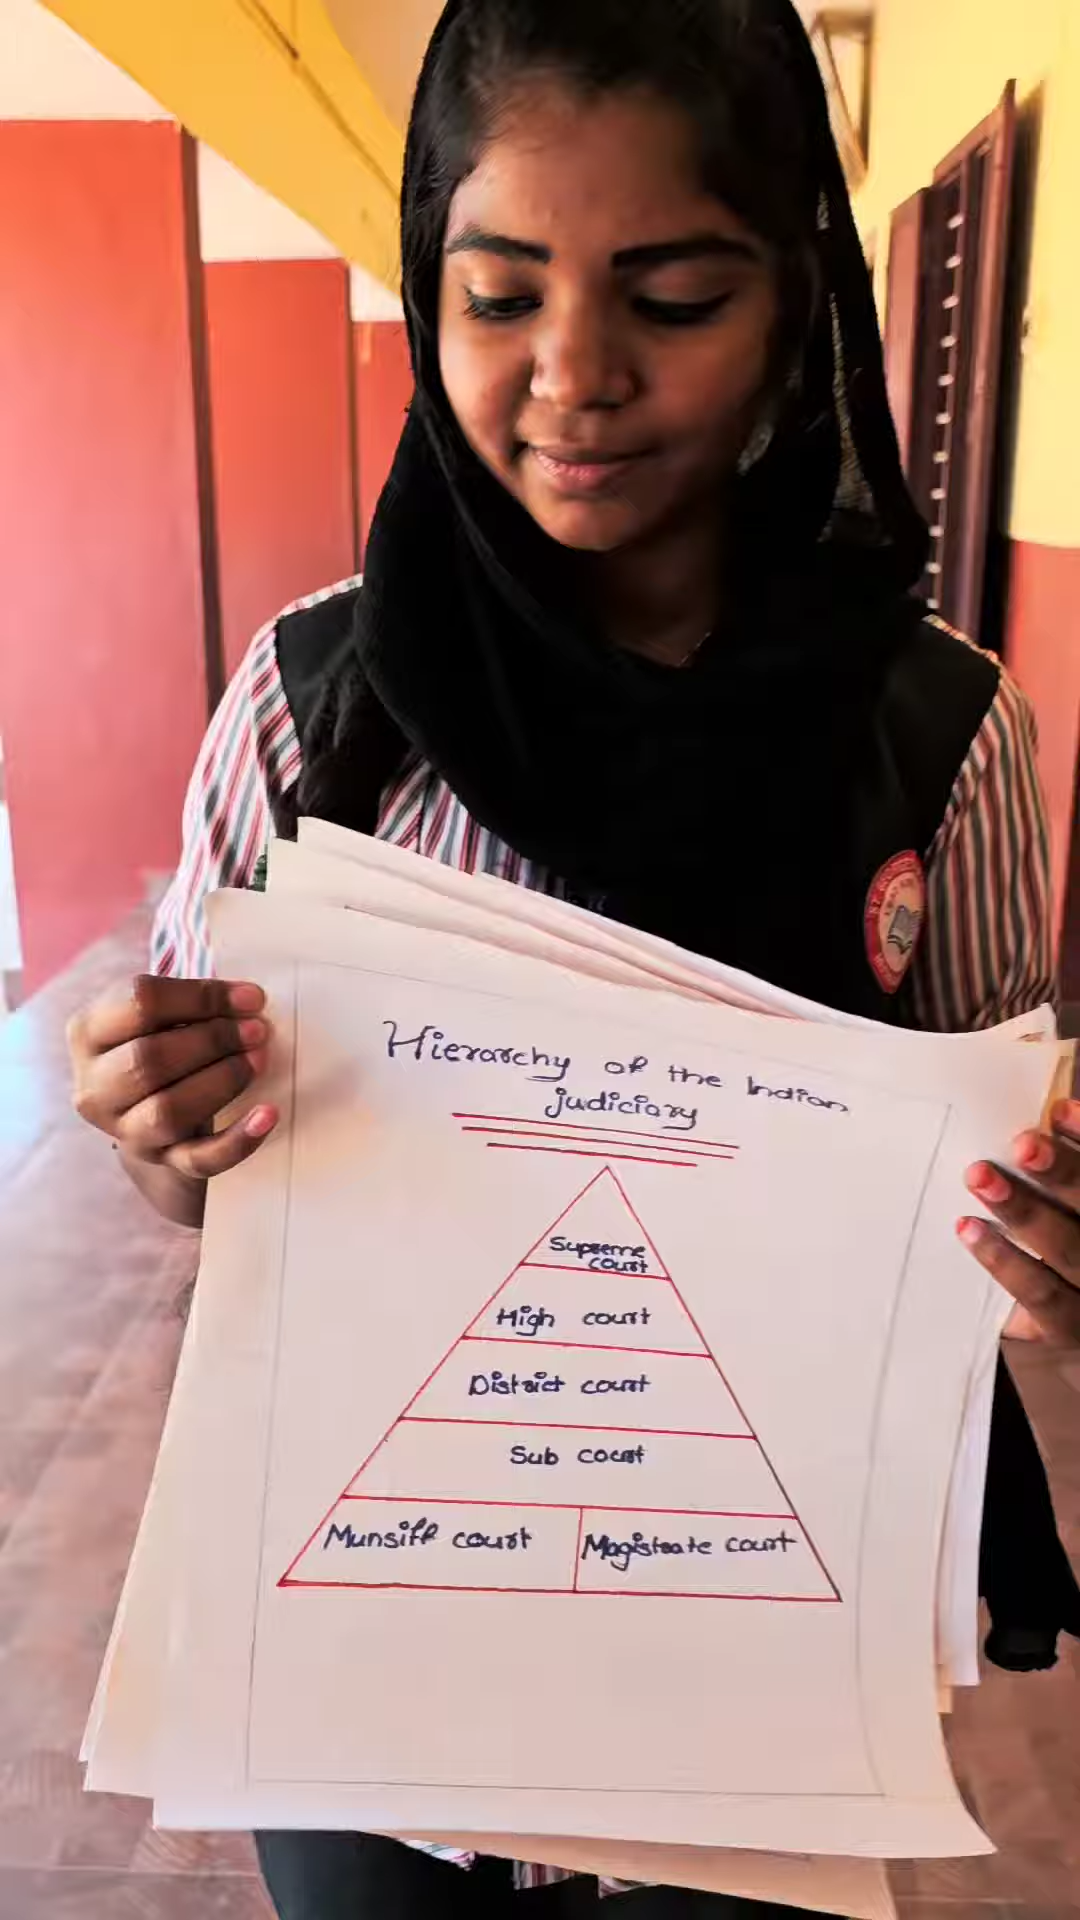 Hierarchy of the Indian
judiciary
Supreme
court
High court
District court
Sub court
Munsiff court
Magistrate court